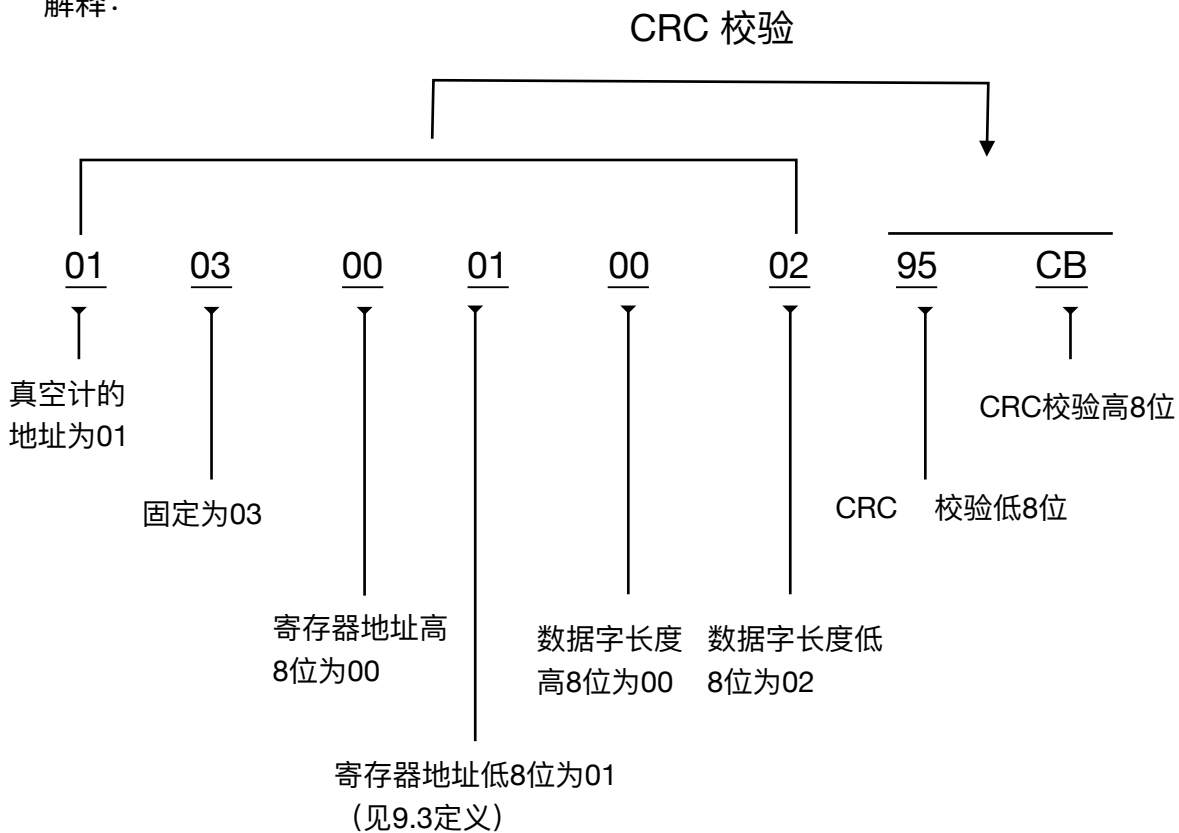 解释:
CRC 校验
01 03 00 01 00 02 95 CB
真空计的
地址为01
CRC校验高8位
固定为03
CRC 校验低8位
寄存器地址高
8位为00
数据字长度
高8位为00
数据字长度低
8位为02
寄存器地址低8位为01
（见9.3定义）